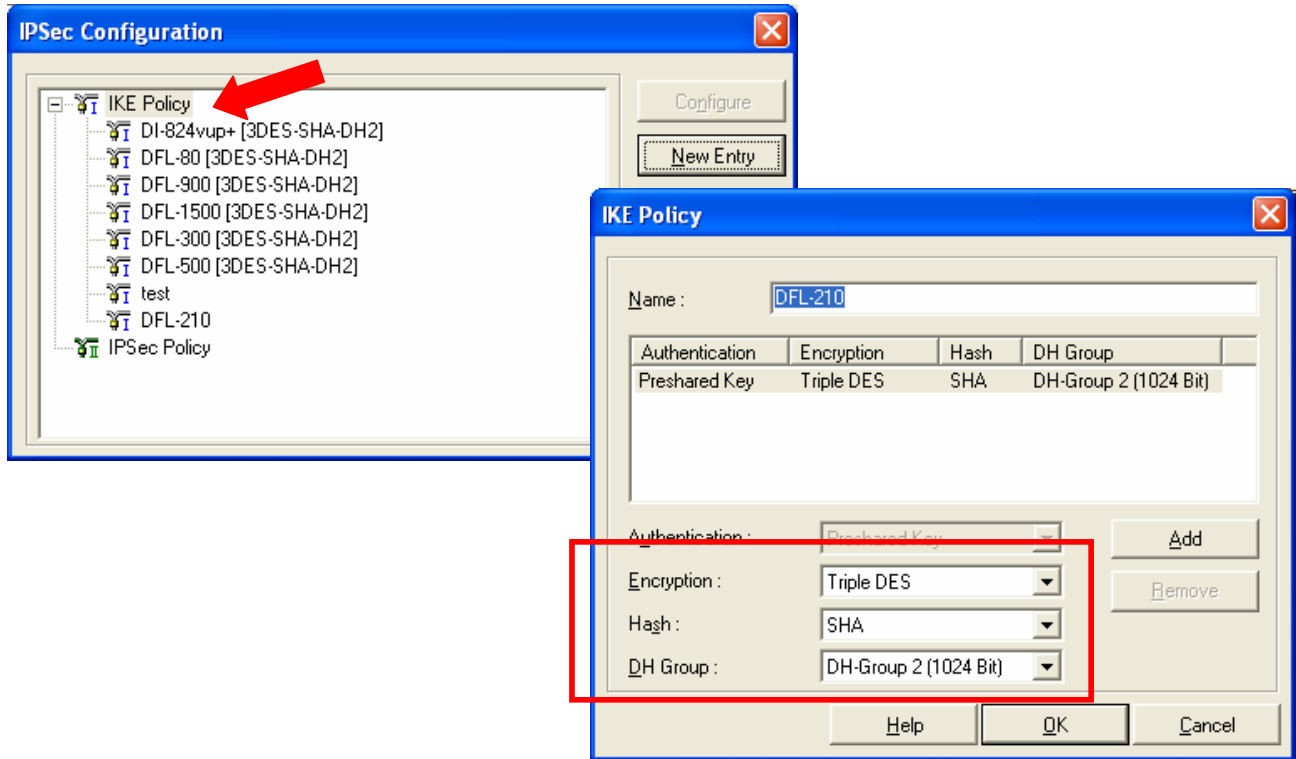 IPSec Configuration
IKE Policy
DI-824vup+ [3DES-SHA-DH2]
DFL-80 [3DES-SHA-DH2]
DFL-900 [3DES-SHA-DH2]
DFL-1500 [3DES-SHA-DH2]
DFL-300 [3DES-SHA-DH2]
DFL-500 [3DES-SHA-DH2]
test
DFL-210
IPSec Policy
Configure
New Entry
IKE Policy
Name :
DFL-210
Authentication Encryption Hash DH Group
Preshared Key Triple DES SHA DH-Group 2 (1024 Bit)
Authentication : Preshared Key
Encryption : Triple DES
Hash : SHA
DH Group : DH-Group 2 (1024 Bit)
Add
Remove
Help OK Cancel